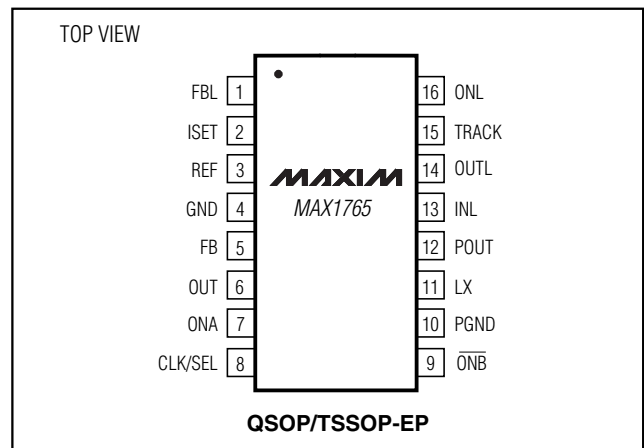 TOP VIEW
FBL 1
ISET 2
REF 3
GND 4
FB 5
OUT 6
ONA 7
CLK/SEL 8
MAXIM
MAX1765
16 ONL
15 TRACK
14 OUTL
13 INL
12 POUT
11 LX
10 PGND
9 O̅N̅B̅
QSOP/TSSOP-EP